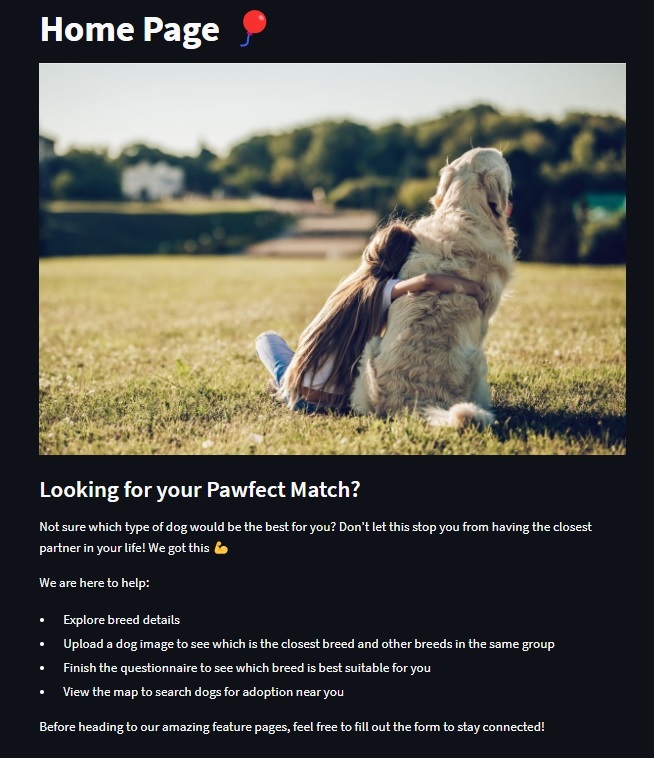 Home Page 🎈
Looking for your Pawfect Match?
Not sure which type of dog would be the best for you? Don't let this stop you from having the closest
partner in your life! We got this 💪
We are here to help:
• Explore breed details
• Upload a dog image to see which is the closest breed and other breeds in the same group
• Finish the questionnaire to see which breed is best suitable for you
• View the map to search dogs for adoption near you
Before heading to our amazing feature pages, feel free to fill out the form to stay connected!